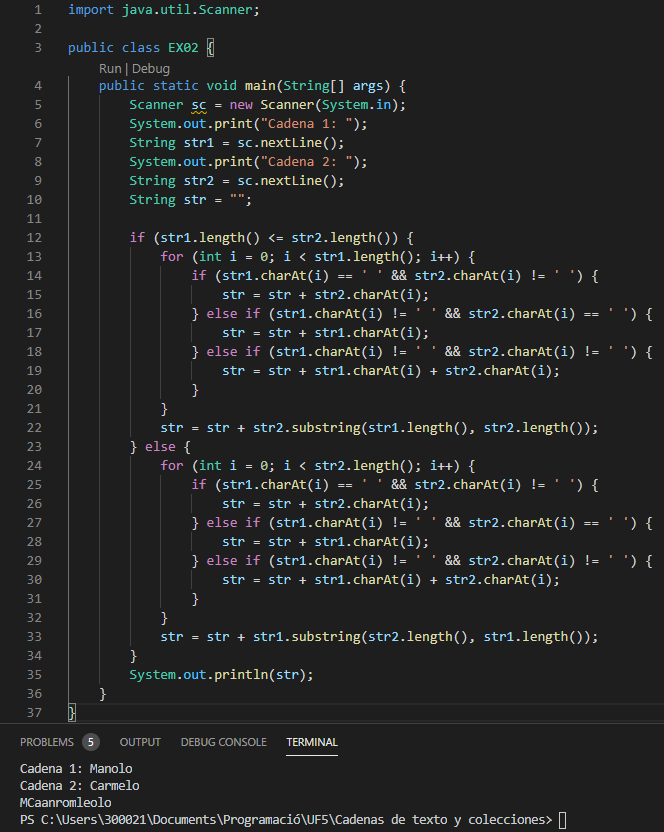 1 import java.util.Scanner;
2
3 public class EX02 {
Run | Debug
4 public static void main(String[] args) {
5 Scanner sc = new Scanner(System.in);
6 System.out.print("Cadena 1: ");
7 String str1 = sc.nextLine();
8 System.out.print("Cadena 2: ");
9 String str2 = sc.nextLine();
10 String str = "";
11
12 if (str1.length() <= str2.length()) {
13 for (int i = 0; i < str1.length(); i++) {
14 if (str1.charAt(i) == ' ' && str2.charAt(i) != ' ') {
15 str = str + str2.charAt(i);
16 } else if (str1.charAt(i) != ' ' && str2.charAt(i) == ' ') {
17 str = str + str1.charAt(i);
18 } else if (str1.charAt(i) != ' ' && str2.charAt(i) != ' ') {
19 str = str + str1.charAt(i) + str2.charAt(i);
20 }
21 }
22 str = str + str2.substring(str1.length(), str2.length());
23 } else {
24 for (int i = 0; i < str2.length(); i++) {
25 if (str1.charAt(i) == ' ' && str2.charAt(i) != ' ') {
26 str = str + str2.charAt(i);
27 } else if (str1.charAt(i) != ' ' && str2.charAt(i) == ' ') {
28 str = str + str1.charAt(i);
29 } else if (str1.charAt(i) != ' ' && str2.charAt(i) != ' ') {
30 str = str + str1.charAt(i) + str2.charAt(i);
31 }
32 }
33 str = str + str1.substring(str2.length(), str1.length());
34 }
35 System.out.println(str);
36 }
37 }
PROBLEMS 5 OUTPUT DEBUG CONSOLE TERMINAL
Cadena 1: Manolo
Cadena 2: Carmelo
MCaanromleolo
PS C:\Users\300021\Documents\Programació\UF5\Cadenas de texto y colecciones>